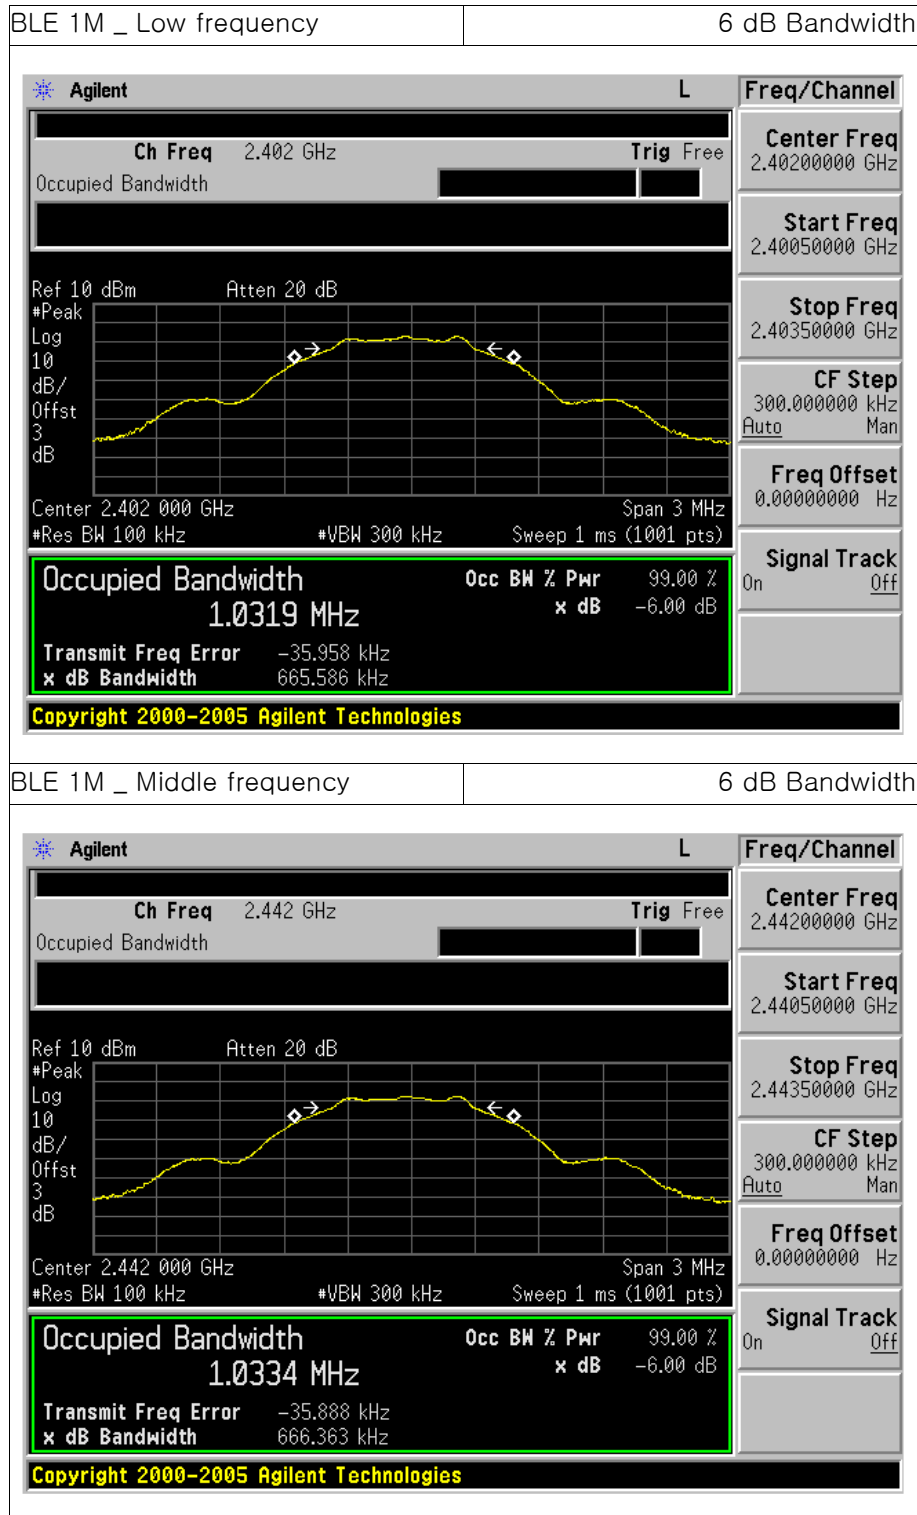 BLE 1M _ Low frequency 6 dB Bandwidth
Agilent L Freq/Channel
Ch Freq 2.402 GHz Trig Free
Occupied Bandwidth
Center Freq
2.40200000 GHz
Start Freq
2.40050000 GHz
Stop Freq
2.40350000 GHz
CF Step
300.000000 kHz
Auto Man
Freq Offset
0.00000000 Hz
Signal Track
On Off
Ref 10 dBm Atten 20 dB
#Peak
Log
10
dB/
Offst
3
dB
Center 2.402 000 GHz Span 3 MHz
#Res BW 100 kHz #VBW 300 kHz Sweep 1 ms (1001 pts)
Occupied Bandwidth Occ BW % Pwr 99.00 %
1.0319 MHz x dB -6.00 dB
Transmit Freq Error -35.958 kHz
x dB Bandwidth 665.586 kHz
Copyright 2000-2005 Agilent Technologies
BLE 1M _ Middle frequency 6 dB Bandwidth
Agilent L Freq/Channel
Ch Freq 2.442 GHz Trig Free
Occupied Bandwidth
Center Freq
2.44200000 GHz
Start Freq
2.44050000 GHz
Stop Freq
2.44350000 GHz
CF Step
300.000000 kHz
Auto Man
Freq Offset
0.00000000 Hz
Signal Track
On Off
Ref 10 dBm Atten 20 dB
#Peak
Log
10
dB/
Offst
3
dB
Center 2.442 000 GHz Span 3 MHz
#Res BW 100 kHz #VBW 300 kHz Sweep 1 ms (1001 pts)
Occupied Bandwidth Occ BW % Pwr 99.00 %
1.0334 MHz x dB -6.00 dB
Transmit Freq Error -35.888 kHz
x dB Bandwidth 666.363 kHz
Copyright 2000-2005 Agilent Technologies